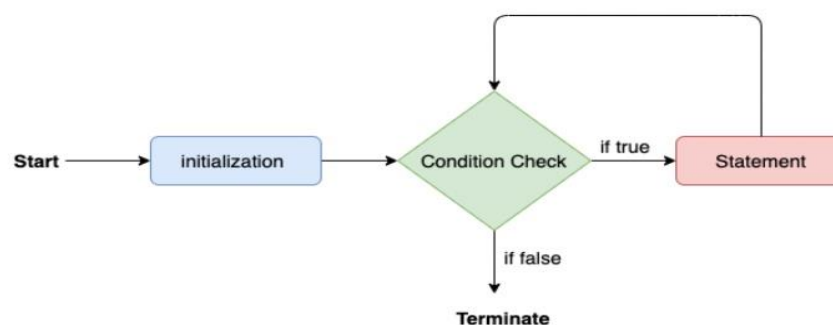 Start
initialization
Condition Check
if true
Statement
if false
Terminate